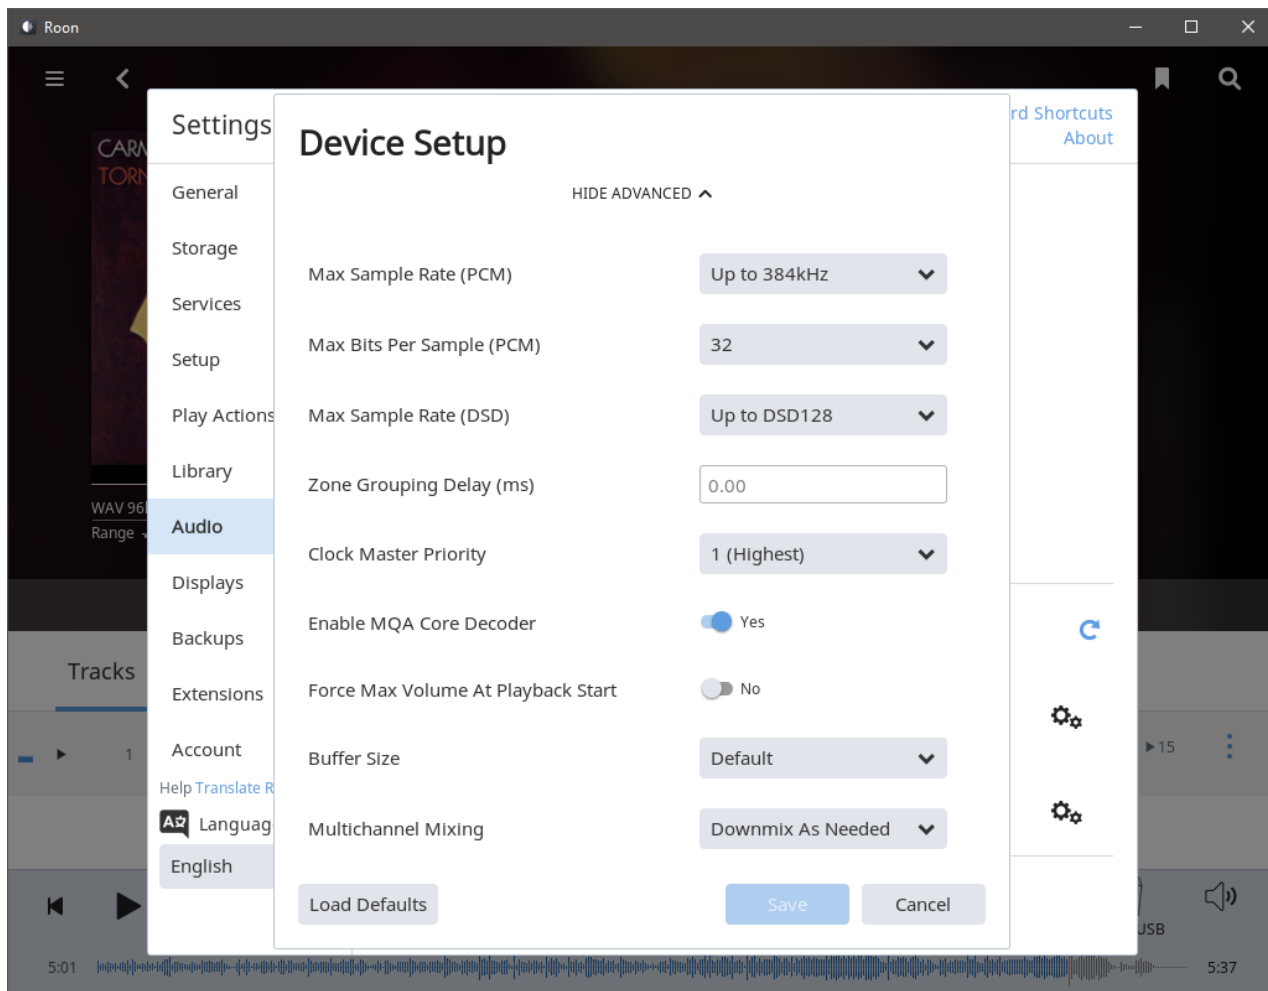 Roon
Settings
rd Shortcuts
About
Device Setup
HIDE ADVANCED
General
Storage
Services
Setup
Play Actions
Library
Audio
Displays
Backups
Extensions
Account
Help Translate R
Languag
English
Max Sample Rate (PCM) Up to 384kHz
Max Bits Per Sample (PCM) 32
Max Sample Rate (DSD) Up to DSD128
Zone Grouping Delay (ms) 0.00
Clock Master Priority 1 (Highest)
Enable MQA Core Decoder Yes
Force Max Volume At Playback Start No
Buffer Size Default
Multichannel Mixing Downmix As Needed
Load Defaults Save Cancel
CARM
TORN
WAV 96
Range
Tracks
1
15
USB
5:01
5:37